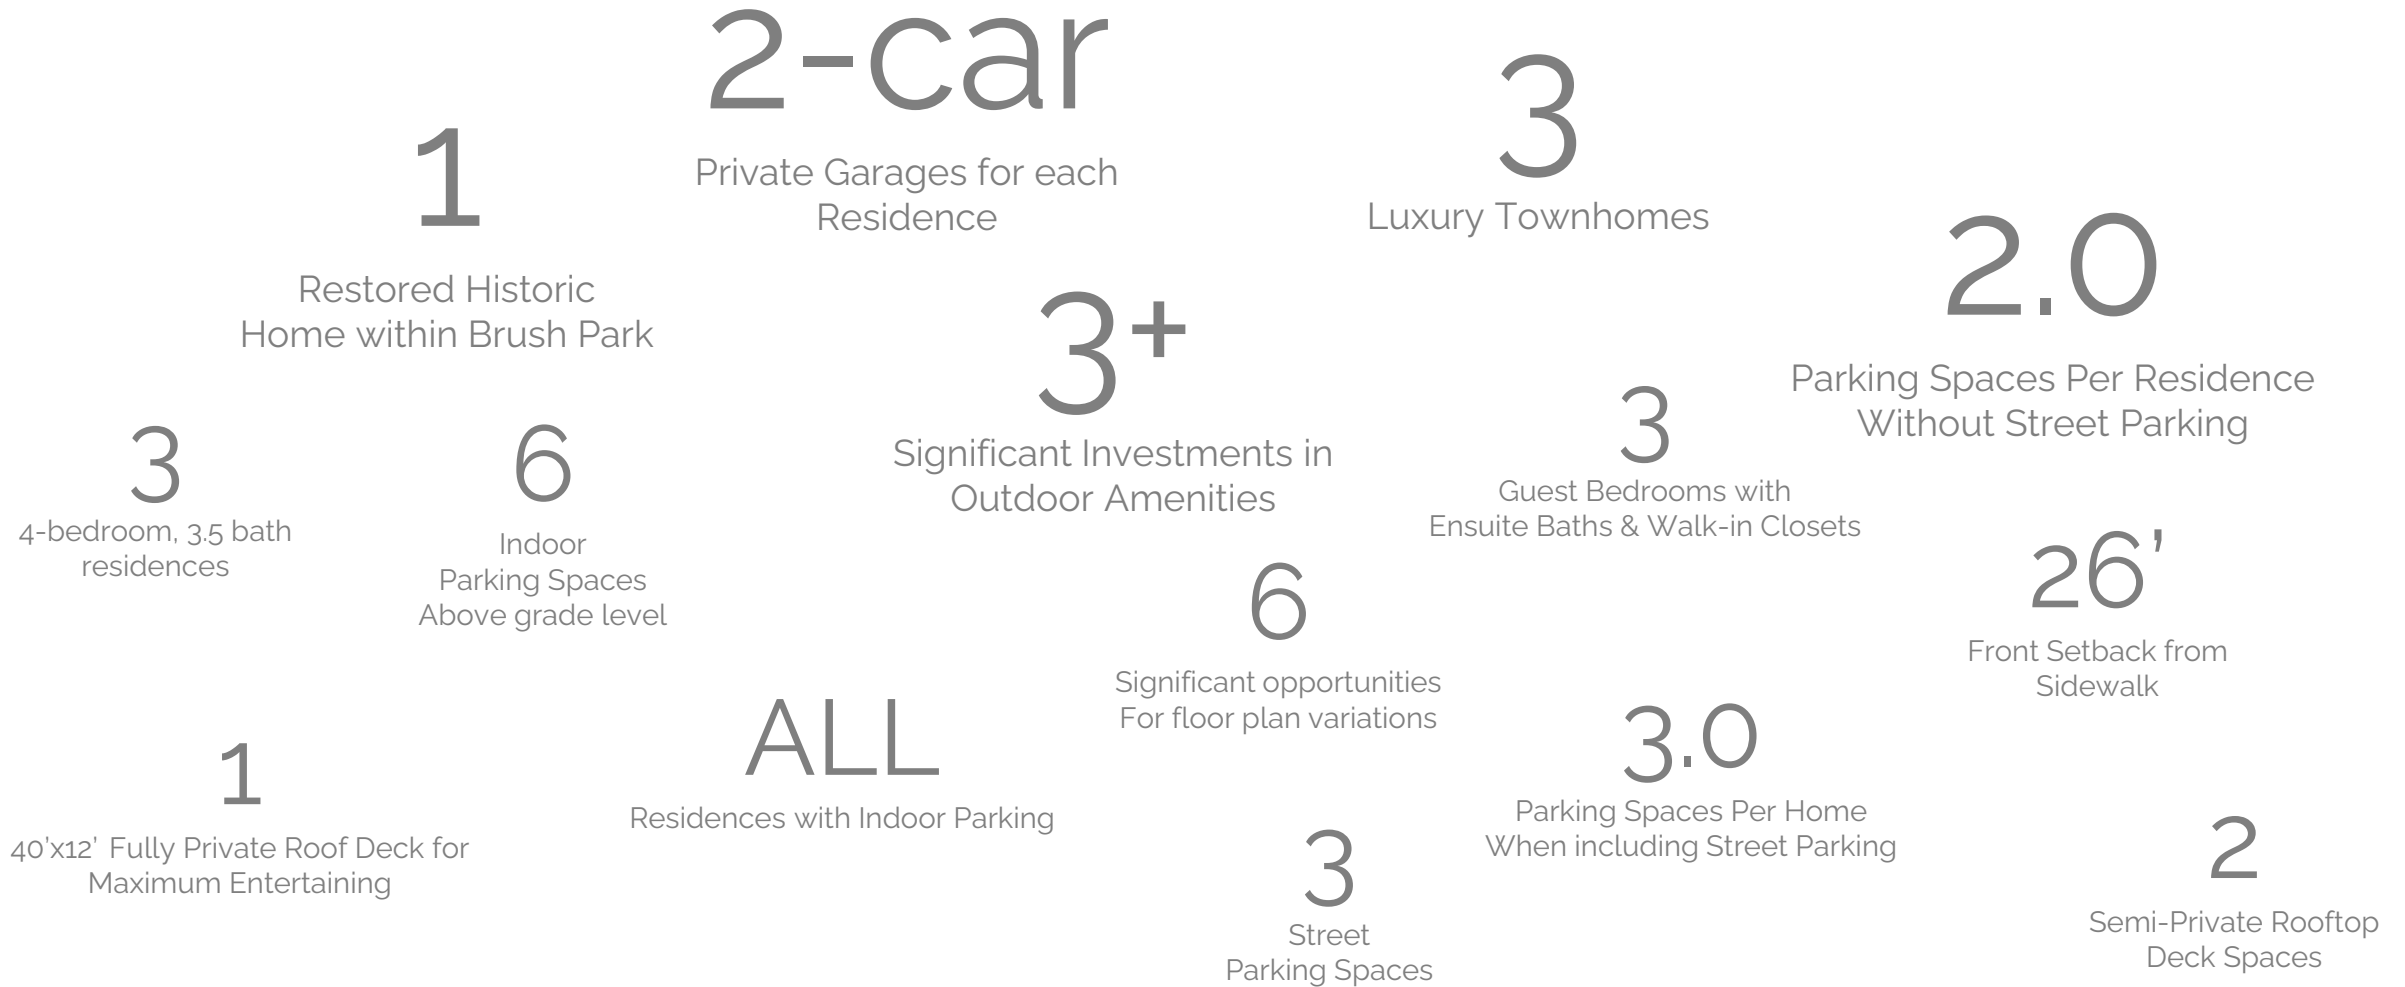 2-car
Private Garages for each
Residence
3
Luxury Townhomes
1
Restored Historic
Home within Brush Park
2.0
Parking Spaces Per Residence
Without Street Parking
3+
Significant Investments in
Outdoor Amenities
3
Guest Bedrooms with
Ensuite Baths & Walk-in Closets
3
4-bedroom, 3.5 bath
residences
6
Indoor
Parking Spaces
Above grade level
26’
Front Setback from
Sidewalk
6
Significant opportunities
For floor plan variations
ALL
Residences with Indoor Parking
3.0
Parking Spaces Per Home
When including Street Parking
1
40’x12’ Fully Private Roof Deck for
Maximum Entertaining
3
Street
Parking Spaces
2
Semi-Private Rooftop
Deck Spaces